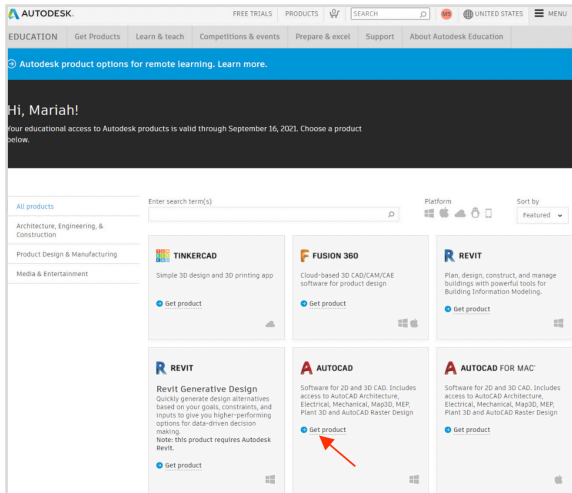 AUTODESK.
FREE TRIALS PRODUCTS SEARCH MS UNITED STATES MENU
EDUCATION Get Products Learn & teach Competitions & events Prepare & excel Support About Autodesk Education
Autodesk product options for remote learning. Learn more.
Hi, Mariah!
Your educational access to Autodesk products is valid through September 16, 2021. Choose a product
below.
All products
Architecture, Engineering, &
Construction
Product Design & Manufacturing
Media & Entertainment
Enter search term(s)
Platform
Sort by
Featured
TINKERCAD
Simple 3D design and 3D printing app
Get product
FUSION 360
Cloud-based 3D CAD/CAM/CAE
software for product design
Get product
REVIT
Plan, design, construct, and manage
buildings with powerful tools for
Building Information Modeling.
Get product
REVIT
Revit Generative Design
Quickly generate design alternatives
based on your goals, constraints, and
inputs to give you higher-performing
options for data-driven decision
making.
Note: this product requires Autodesk
Revit.
Get product
AUTOCAD
Software for 2D and 3D CAD. Includes
access to AutoCAD Architecture,
Electrical, Mechanical, Map3D, MEP,
Plant 3D and AutoCAD Raster Design
Get product
AUTOCAD FOR MAC
Software for 2D and 3D CAD. Includes
access to AutoCAD Architecture,
Electrical, Mechanical, Map3D, MEP,
Plant 3D and AutoCAD Raster Design
Get product